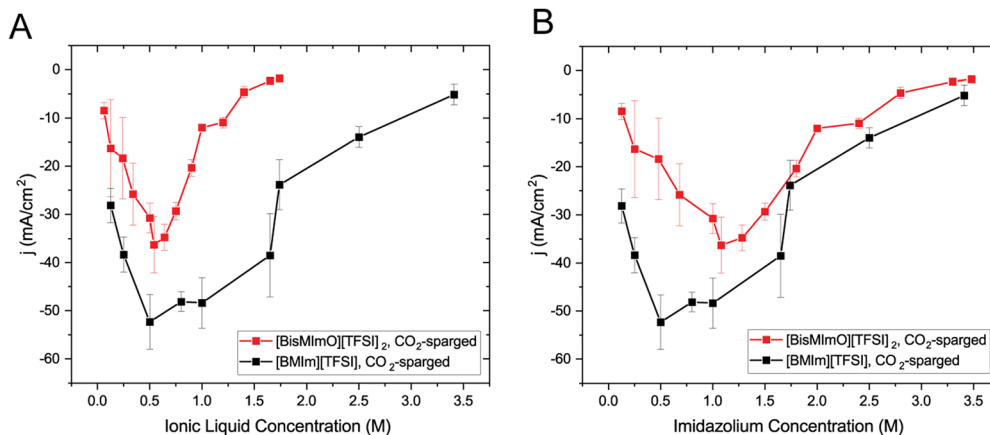 A
j (mA/cm²)
0
-10
-20
-30
-40
-50
-60
[BisMImO][TFSI]₂, CO₂-sparged
[BMIm][TFSI], CO₂-sparged
0.0 0.5 1.0 1.5 2.0 2.5 3.0 3.5
Ionic Liquid Concentration (M)
B
j (mA/cm²)
0
-10
-20
-30
-40
-50
-60
[BisMImO][TFSI]₂, CO₂-sparged
[BMIm][TFSI], CO₂-sparged
0.0 0.5 1.0 1.5 2.0 2.5 3.0 3.5
Imidazolium Concentration (M)